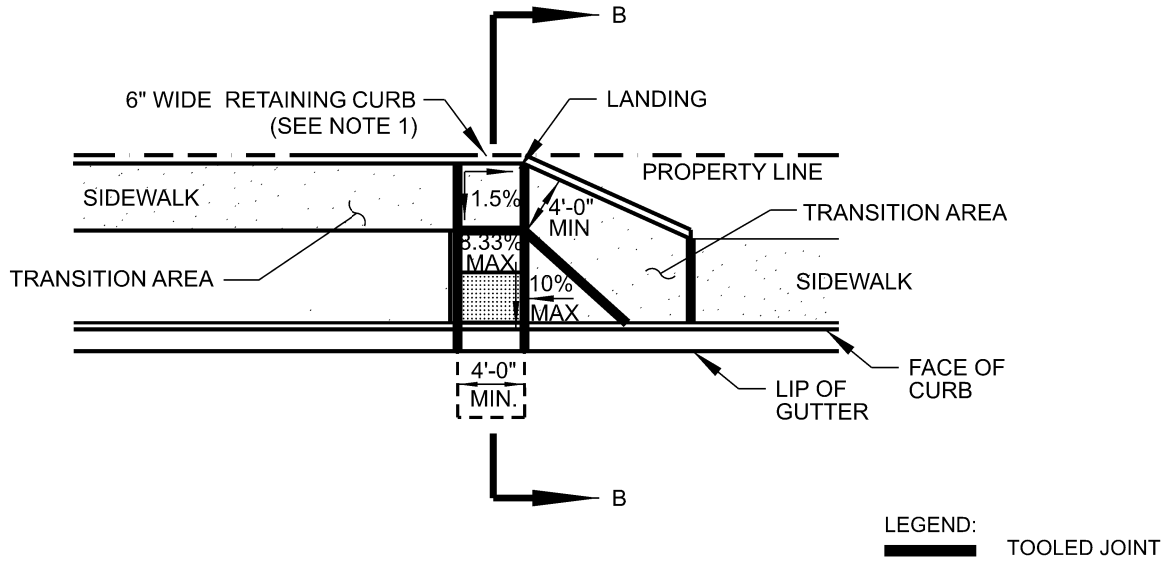 B
6" WIDE RETAINING CURB
(SEE NOTE 1)
LANDING
PROPERTY LINE
SIDEWALK
1.5%
4'-0"
MIN
TRANSITION AREA
8.33%
MAX
TRANSITION AREA
10%
MAX
SIDEWALK
4'-0"
MIN.
FACE OF
CURB
LIP OF
GUTTER
B
LEGEND:
TOOLED JOINT